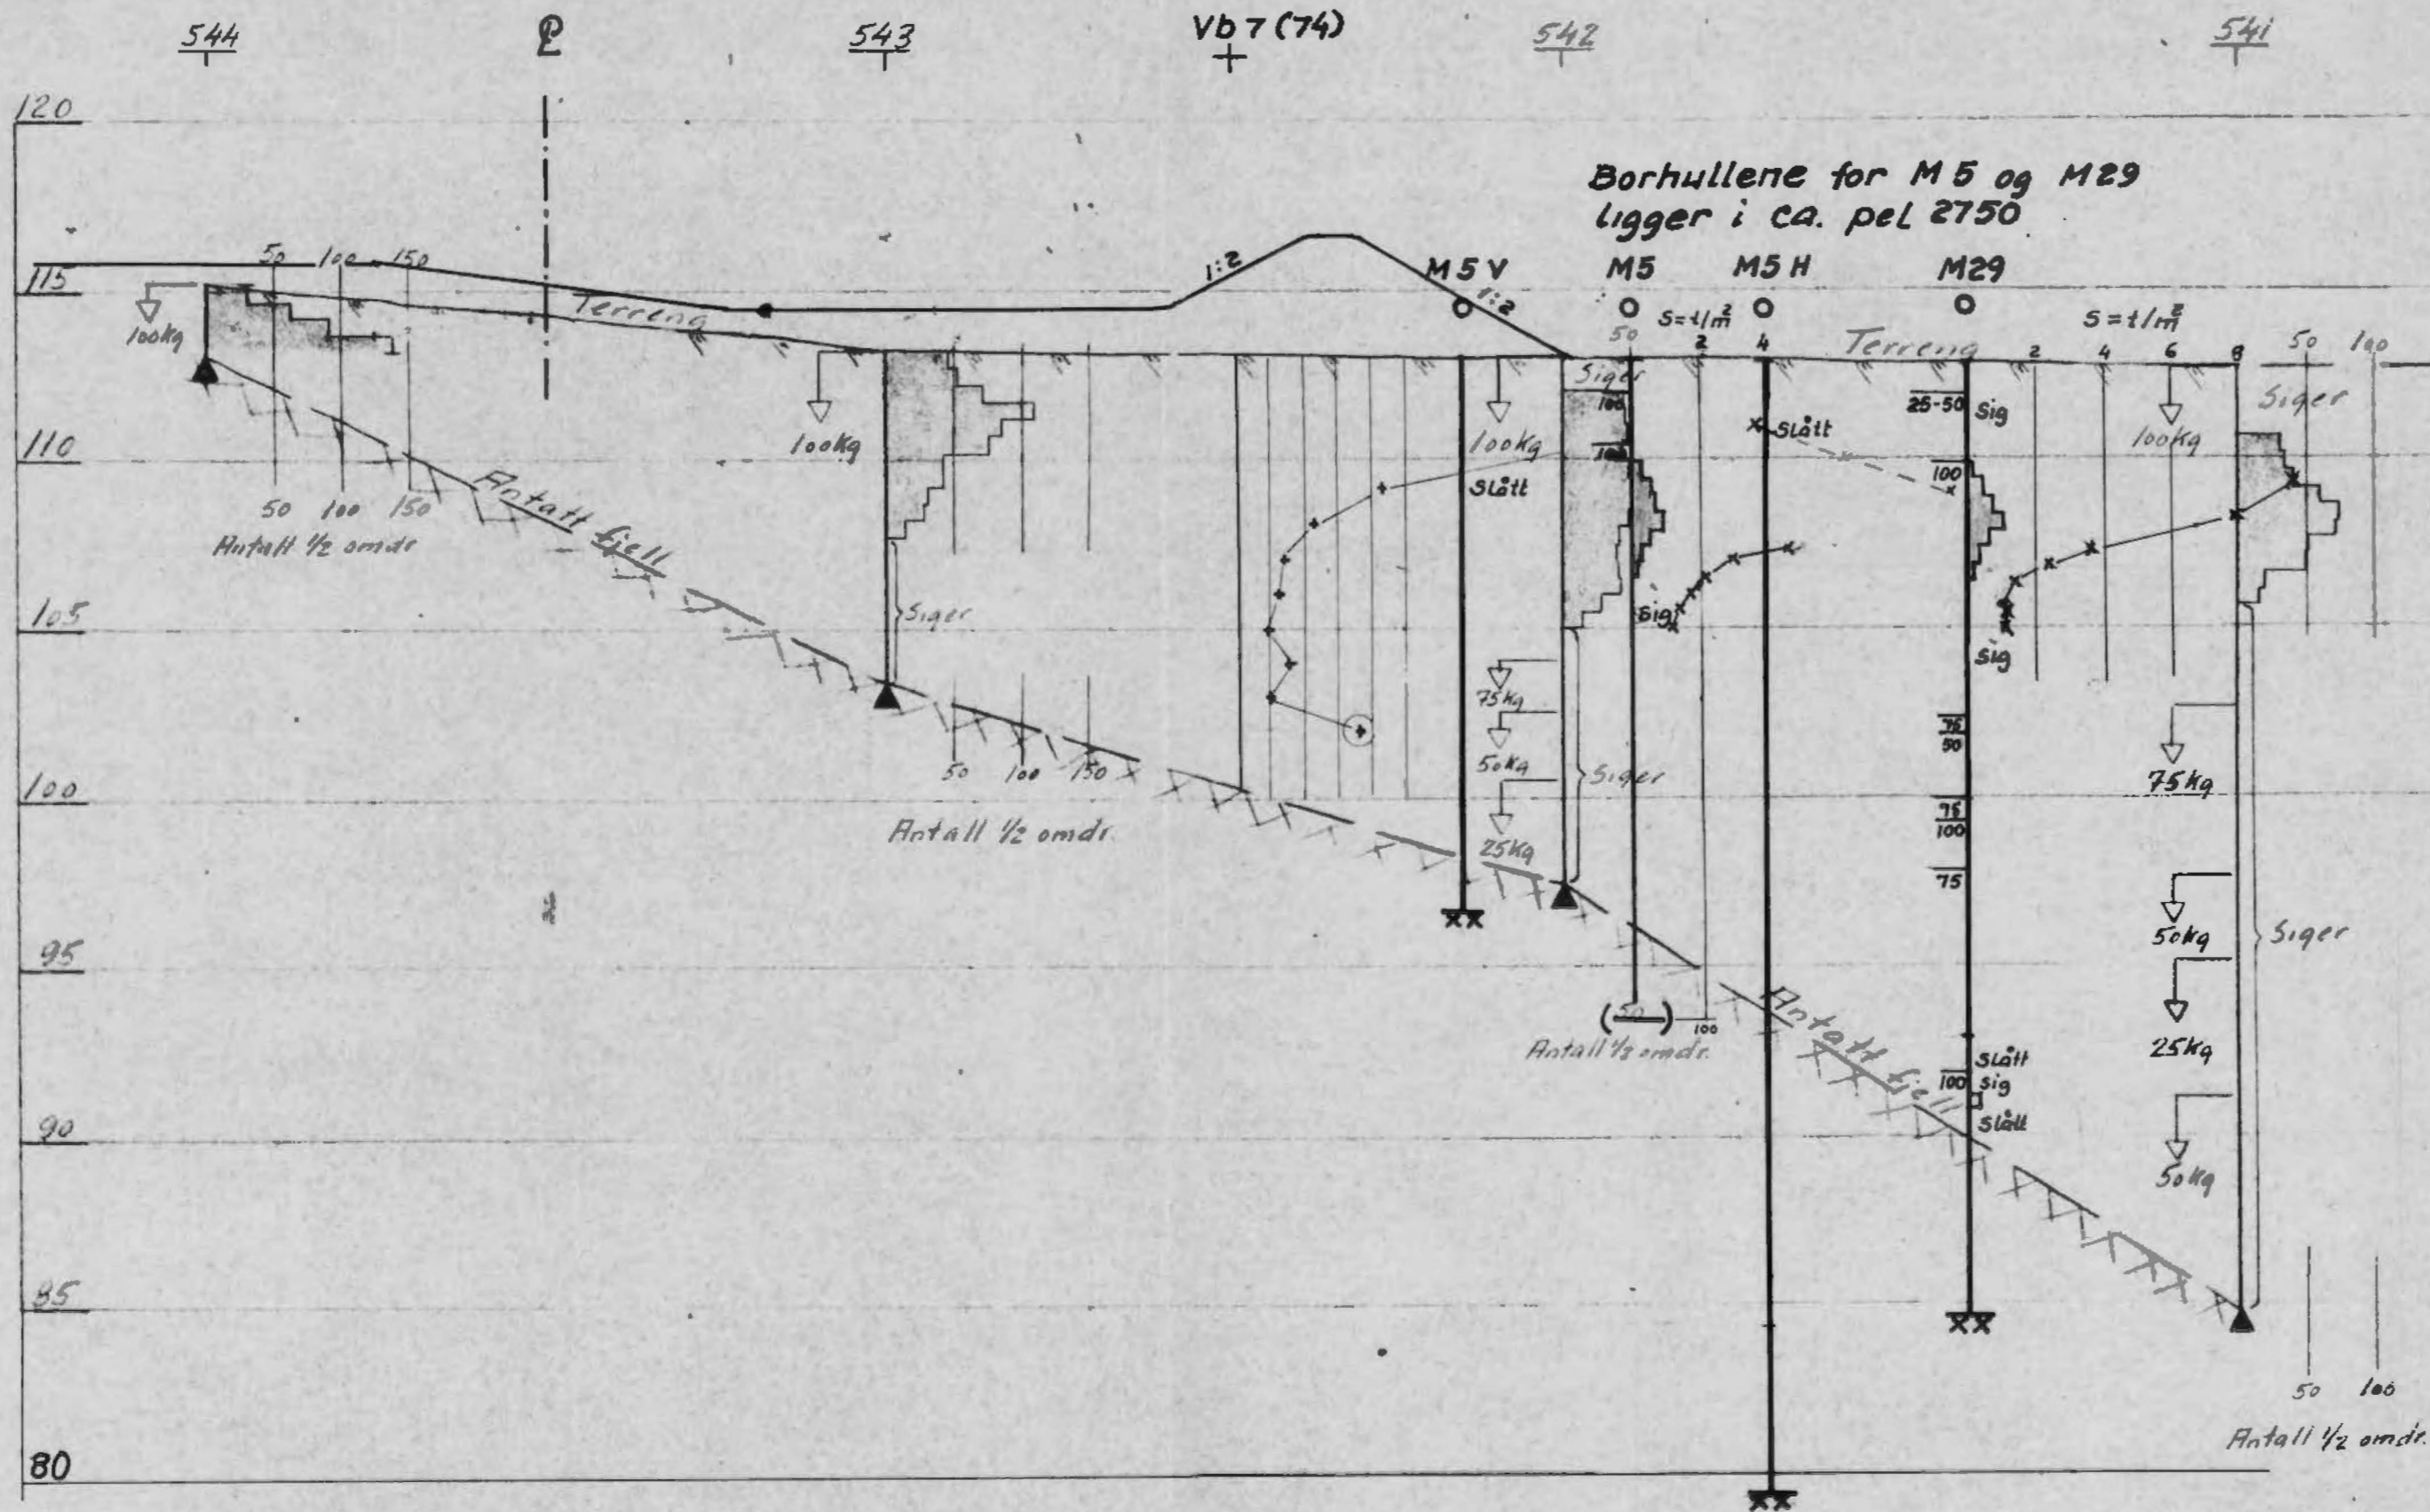 544
543
Vb 7 (74)
542
541
120
Borhullene for M 5 og M29
ligger i ca. pel 2750
50 100 150
115
1:2
M 5 V
M5
M5 H
M29
1:2
S=t/m²
S=t/m²
Terreng
100kg
50
2
4
Terreng
2
4
6
8
50
100
Siger
Siger
100kg
100kg
100
25-50
Sig
100kg
110
Slått
100
Slått
100
Antatt fjell
50 100 150
Antall 1/2 omdr
105
Siger
Sig
Sig
75kg
75
50
50kg
Siger
75kg
50 100 150
100
75
100
Antall 1/2 omdr.
25kg
75
50kg
Siger
95
(50)
100
Antall 1/2 omdr.
Antatt fjell
25kg
Slått
100
sig
Slått
90
50kg
85
50 100
Antall 1/2 omdr.
80